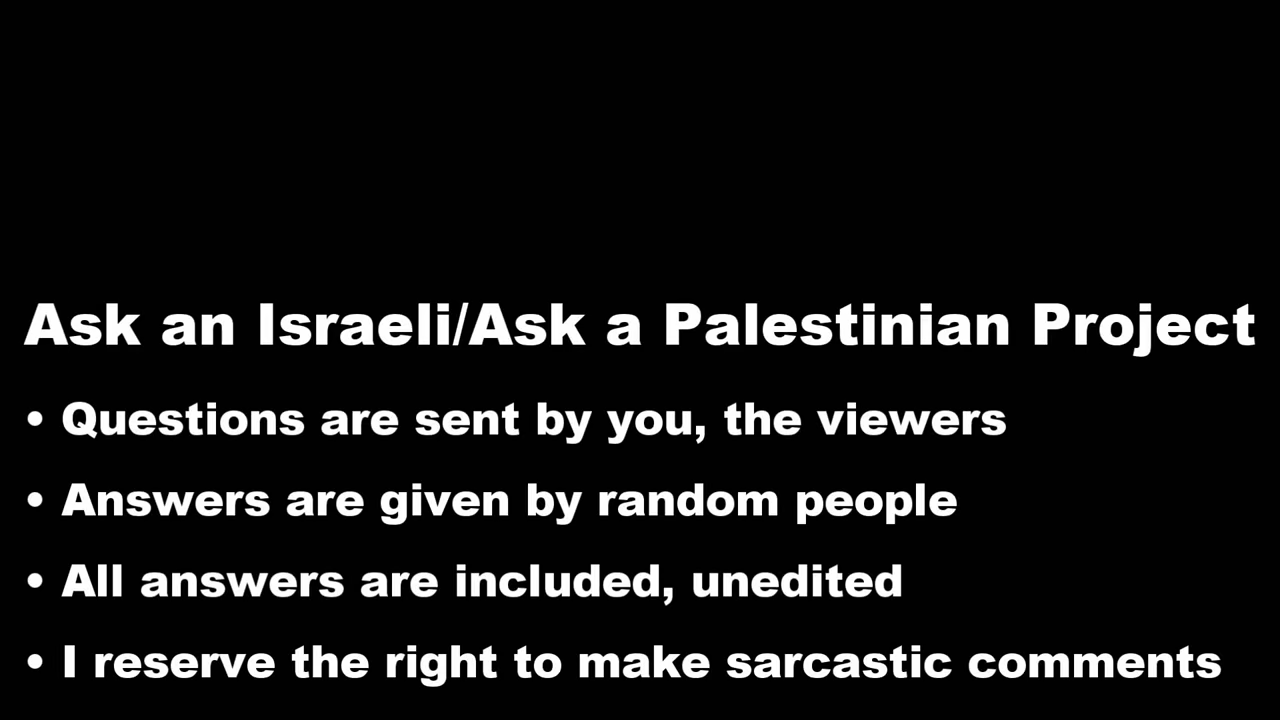 Ask an Israeli/Ask a Palestinian Project
• Questions are sent by you, the viewers
• Answers are given by random people
• All answers are included, unedited
• I reserve the right to make sarcastic comments